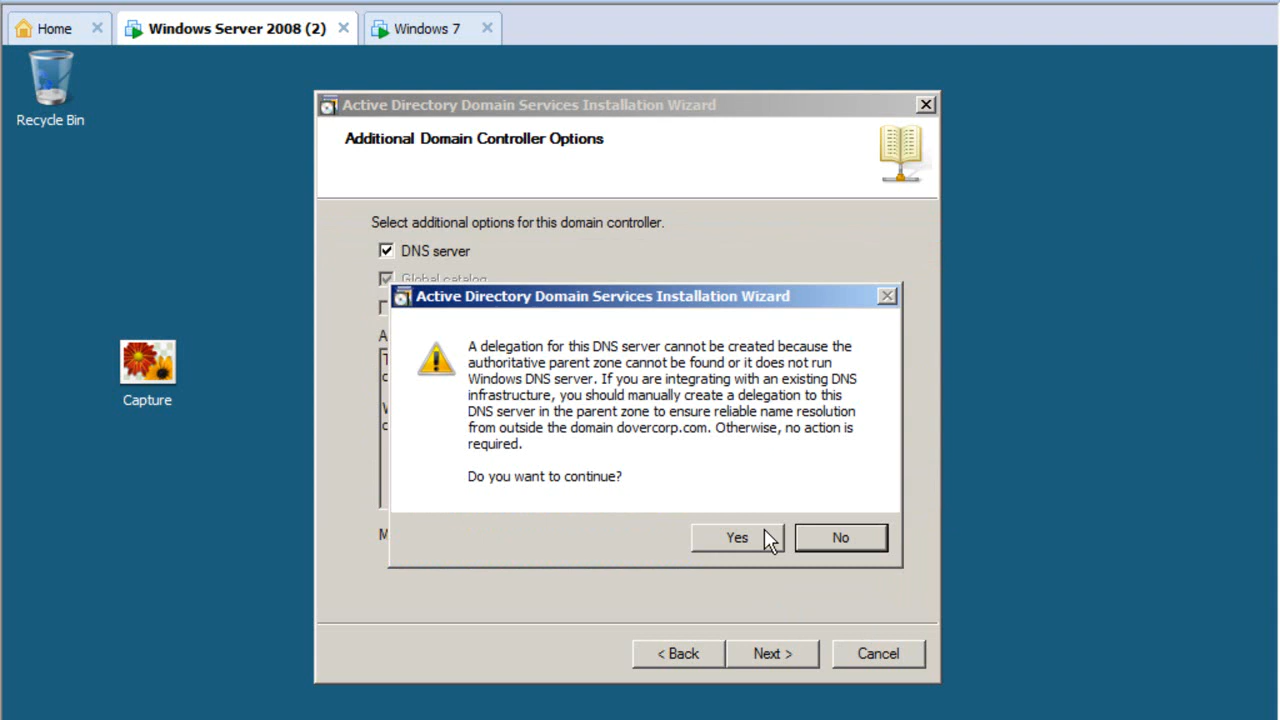 Home
Windows Server 2008 (2)
Windows 7
Recycle Bin
Active Directory Domain Services Installation Wizard
Additional Domain Controller Options
Select additional options for this domain controller.
DNS server
Global catalog
Active Directory Domain Services Installation Wizard
A delegation for this DNS server cannot be created because the
authoritative parent zone cannot be found or it does not run
Windows DNS server. If you are integrating with an existing DNS
infrastructure, you should manually create a delegation to this
DNS server in the parent zone to ensure reliable name resolution
from outside the domain dovercorp.com. Otherwise, no action is
required.
Do you want to continue?
Yes
No
Capture
< Back
Next >
Cancel